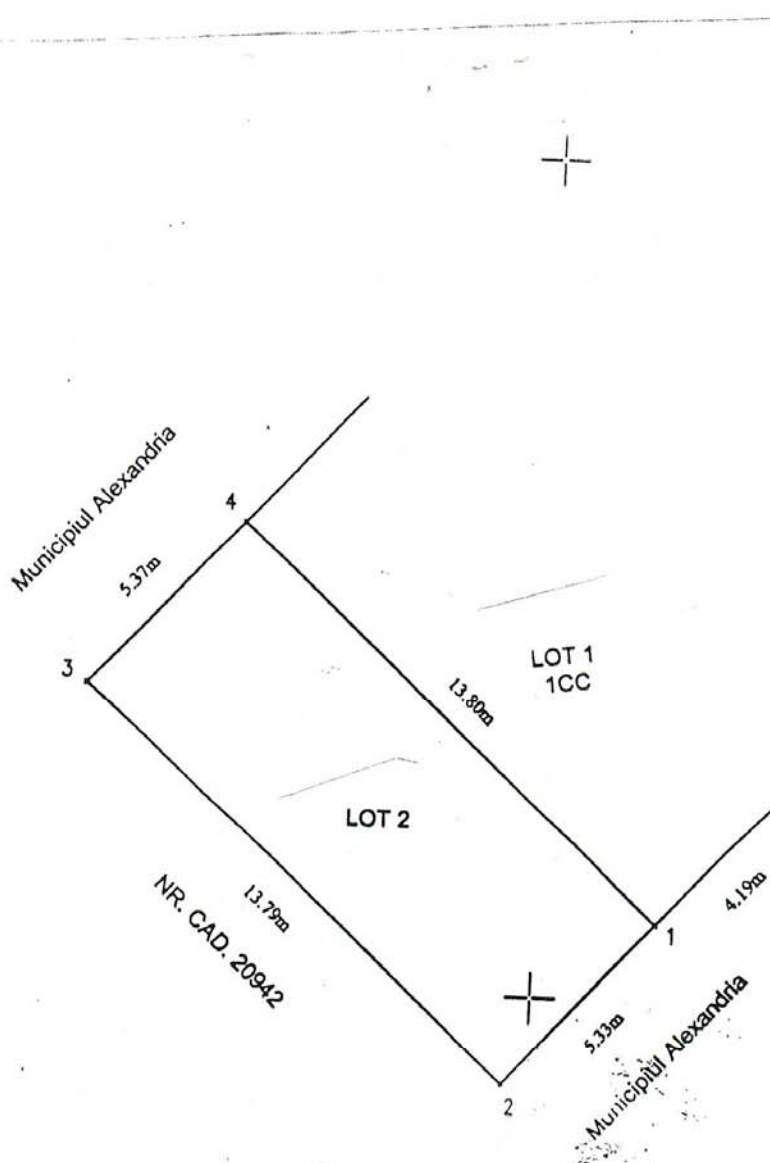 Municipiul Alexandria
4
5.37m
3
LOT 1
1CC
13.80m
LOT 2
13.79m
NR. CAD. 20942
4.19m
1
5.33m
Municipiul Alexandria
2